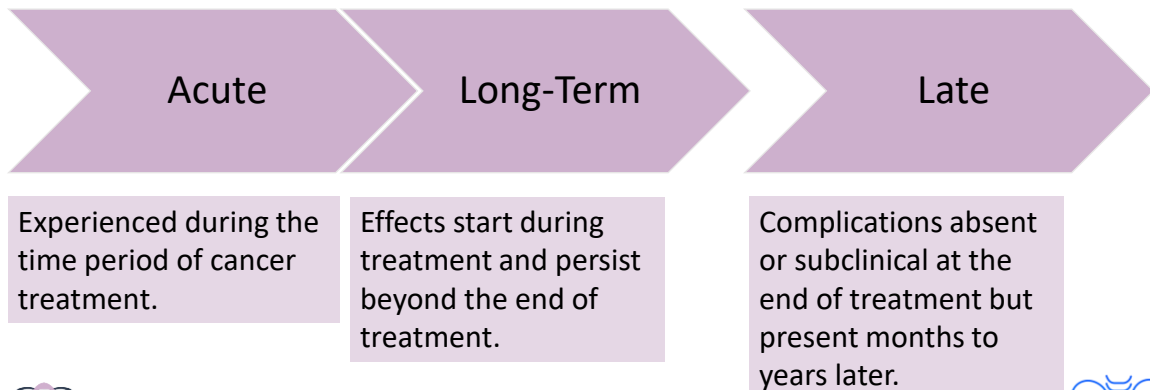 Acute
Long-Term
Late
Experienced during the
time period of cancer
treatment.
Effects start during
treatment and persist
beyond the end of
treatment.
Complications absent
or subclinical at the
end of treatment but
present months to
years later.